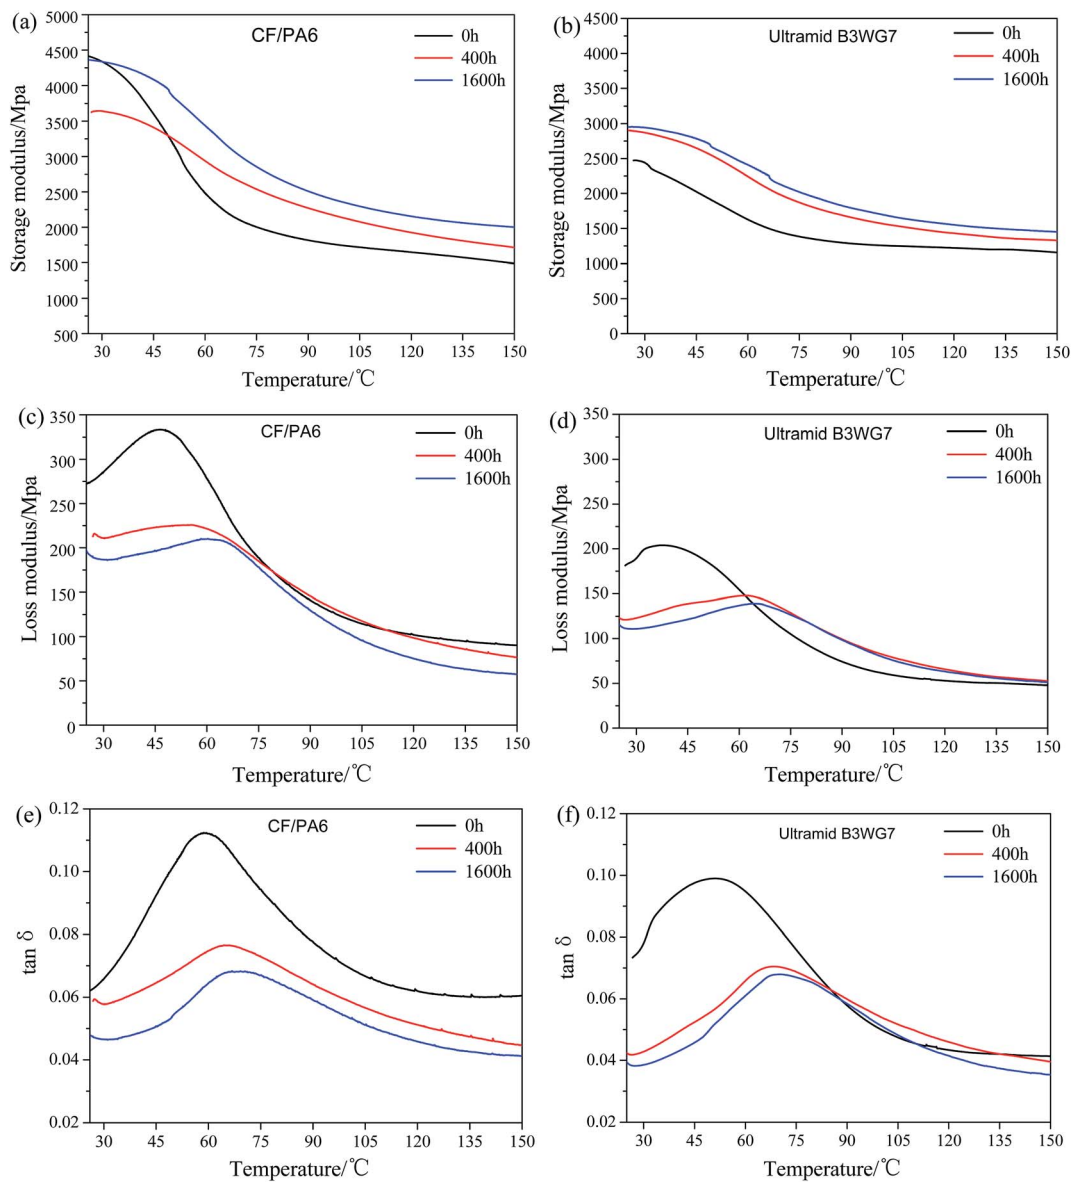 (a)
CF/PA6
0h
400h
1600h
5000
4500
4000
3500
3000
2500
2000
1500
1000
500
Storage modulus/Mpa
30 45 60 75 90 105 120 135 150
Temperature/℃
(b)
Ultramid B3WG7
0h
400h
1600h
4500
4000
3500
3000
2500
2000
1500
1000
500
0
Storage modulus/Mpa
30 45 60 75 90 105 120 135 150
Temperature/℃
(c)
CF/PA6
0h
400h
1600h
350
300
250
200
150
100
50
0
Loss modulus/Mpa
30 45 60 75 90 105 120 135 150
Temperature/℃
(d)
Ultramid B3WG7
0h
400h
1600h
350
300
250
200
150
100
50
0
Loss modulus/Mpa
30 45 60 75 90 105 120 135 150
Temperature/℃
(e)
CF/PA6
0h
400h
1600h
0.12
0.10
0.08
0.06
0.04
0.02
tan δ
30 45 60 75 90 105 120 135 150
Temperature/℃
(f)
Ultramid B3WG7
0h
400h
1600h
0.12
0.10
0.08
0.06
0.04
0.02
tan δ
30 45 60 75 90 105 120 135 150
Temperature/℃